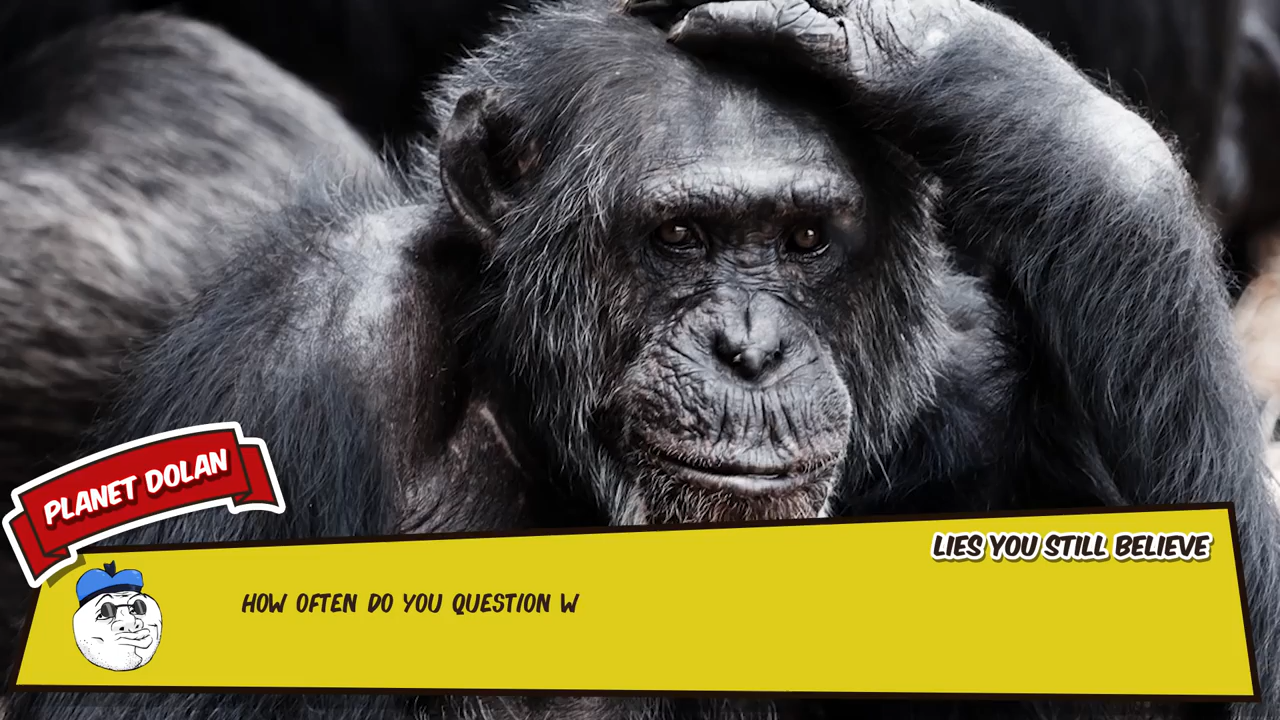 PLANET DOLAN
LIES YOU STILL BELIEVE
HOW OFTEN DO YOU QUESTION W